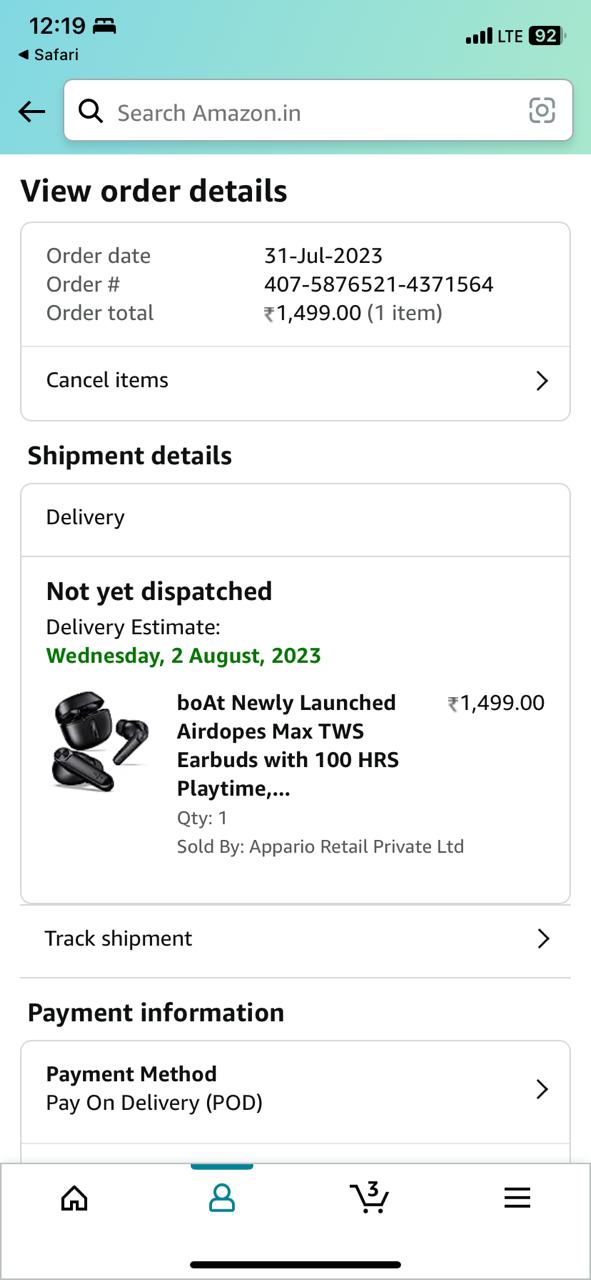 12:19
LTE 92
Safari
Search Amazon.in
View order details
Order date 31-Jul-2023
Order # 407-5876521-4371564
Order total ₹1,499.00 (1 item)
Cancel items
Shipment details
Delivery
Not yet dispatched
Delivery Estimate:
Wednesday, 2 August, 2023
boAt Newly Launched ₹1,499.00
Airdopes Max TWS
Earbuds with 100 HRS
Playtime,...
Qty: 1
Sold By: Appario Retail Private Ltd
Track shipment
Payment information
Payment Method
Pay On Delivery (POD)
3